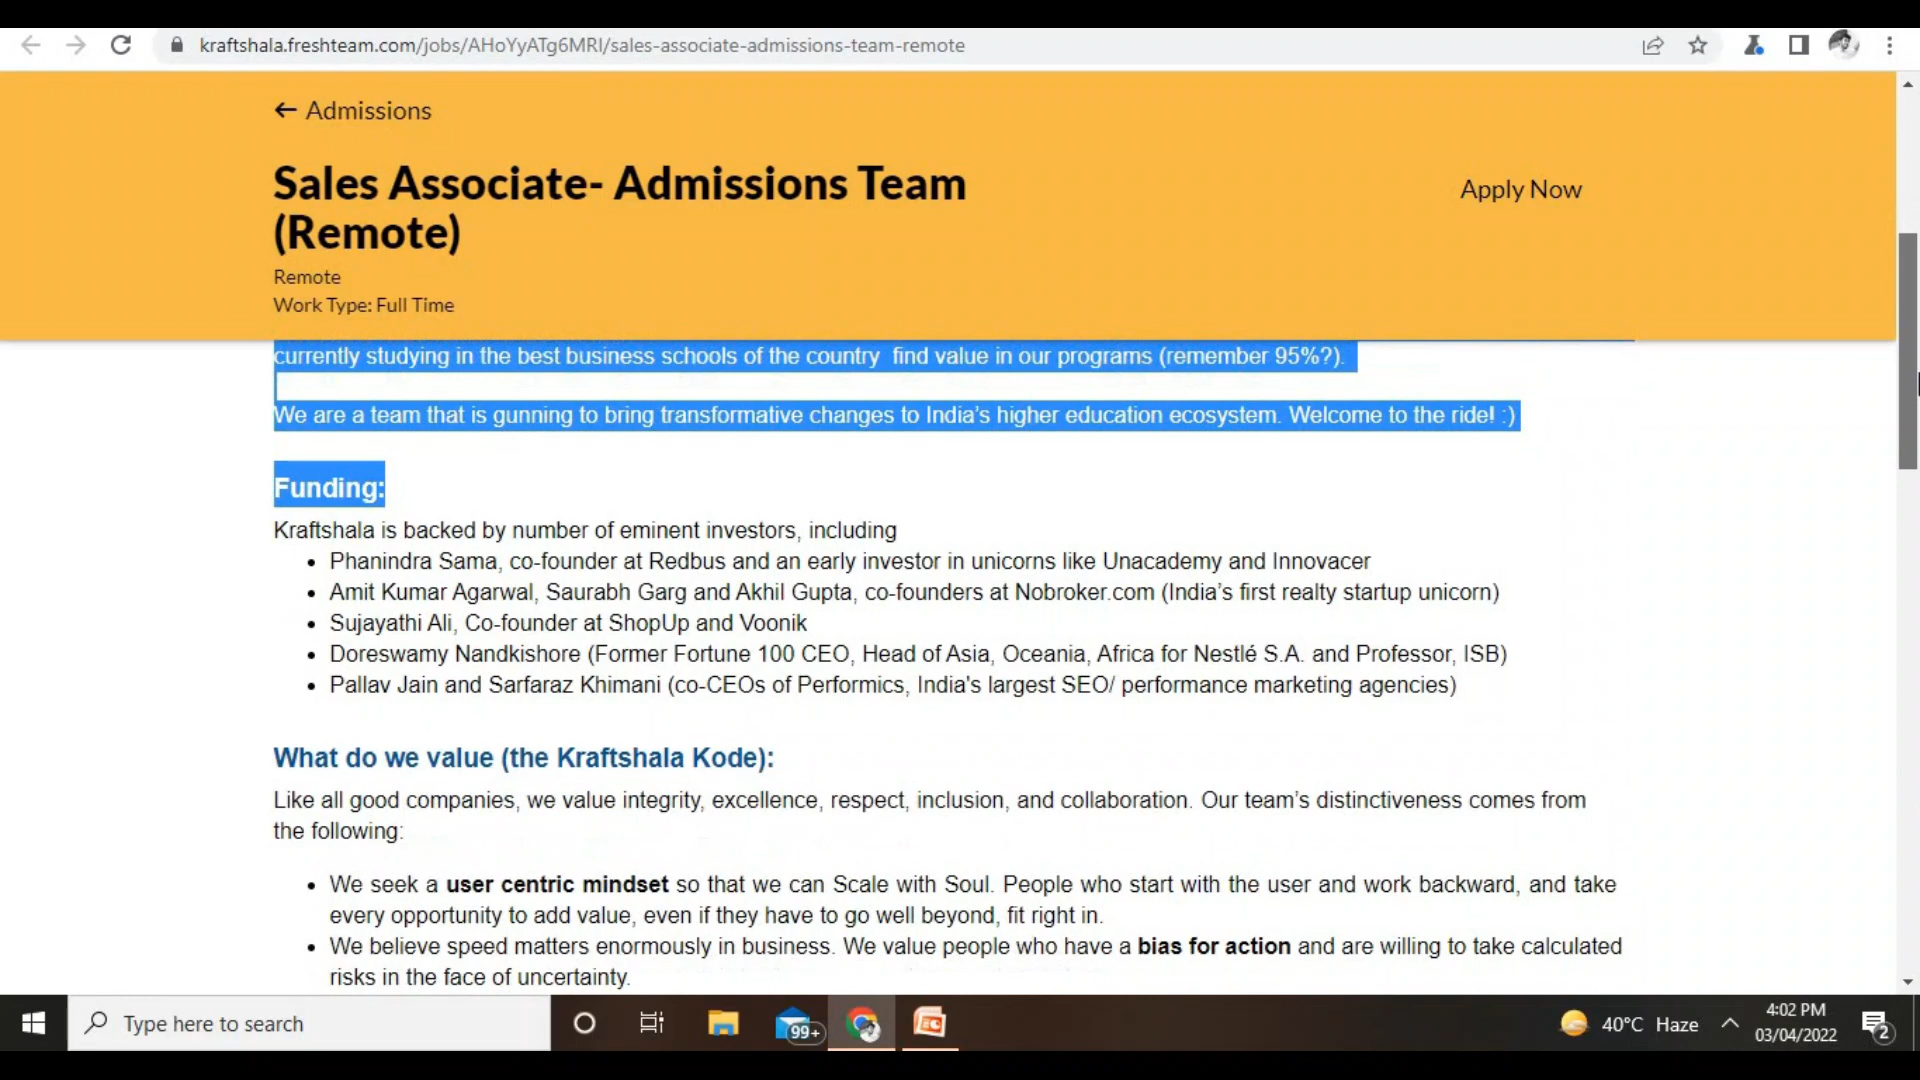 kraftshala.freshteam.com/jobs/AHoYyATg6MRI/sales-associate-admissions-team-remote
← Admissions
Sales Associate- Admissions Team
(Remote)
Apply Now
Remote
Work Type: Full Time
currently studying in the best business schools of the country  find value in our programs (remember 95%?).
We are a team that is gunning to bring transformative changes to India’s higher education ecosystem. Welcome to the ride! :)
Funding:
Kraftshala is backed by number of eminent investors, including
• Phanindra Sama, co-founder at Redbus and an early investor in unicorns like Unacademy and Innovacer
• Amit Kumar Agarwal, Saurabh Garg and Akhil Gupta, co-founders at Nobroker.com (India’s first realty startup unicorn)
• Sujayathi Ali, Co-founder at ShopUp and Voonik
• Doreswamy Nandkishore (Former Fortune 100 CEO, Head of Asia, Oceania, Africa for Nestlé S.A. and Professor, ISB)
• Pallav Jain and Sarfaraz Khimani (co-CEOs of Performics, India's largest SEO/ performance marketing agencies)
What do we value (the Kraftshala Kode):
Like all good companies, we value integrity, excellence, respect, inclusion, and collaboration. Our team’s distinctiveness comes from
the following:
• We seek a user centric mindset so that we can Scale with Soul. People who start with the user and work backward, and take
every opportunity to add value, even if they have to go well beyond, fit right in.
• We believe speed matters enormously in business. We value people who have a bias for action and are willing to take calculated
risks in the face of uncertainty.
Type here to search
99+
40°C Haze
4:02 PM
03/04/2022
2